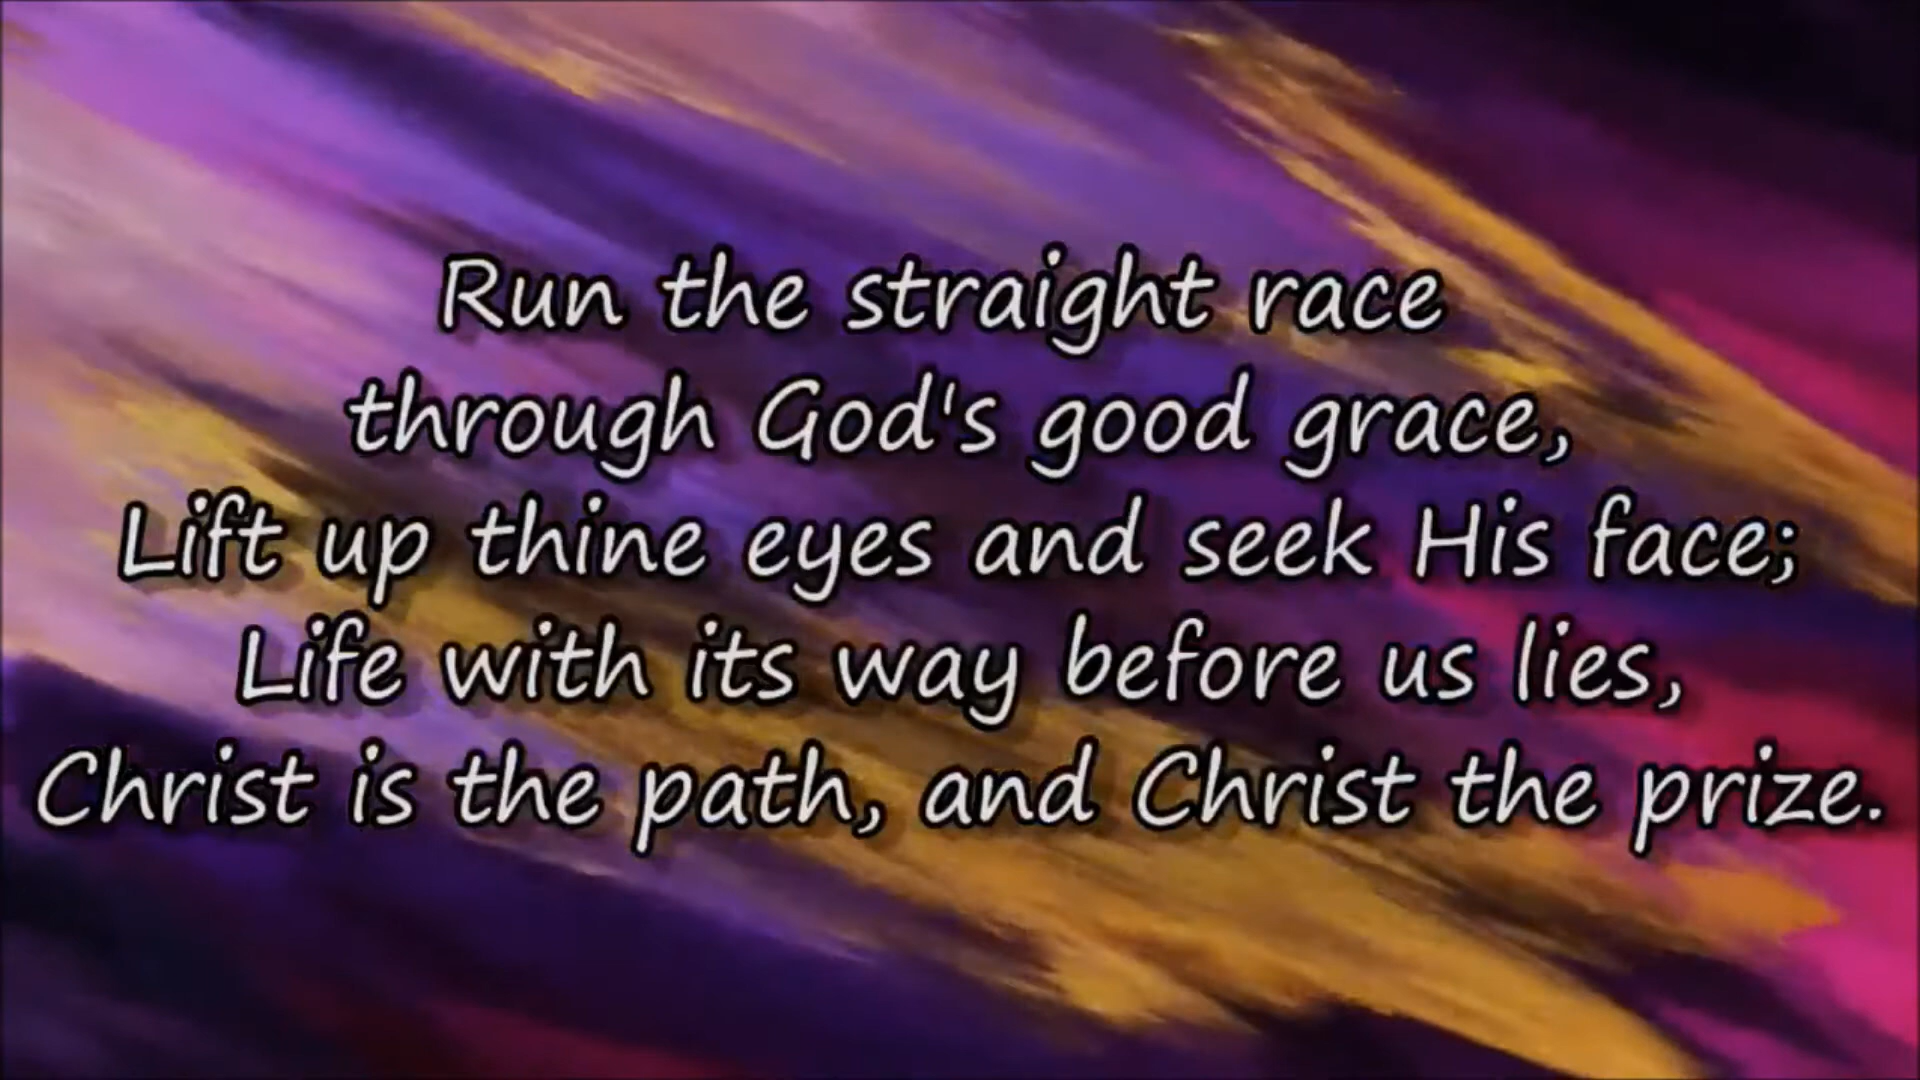 Run the straight race
through God's good grace,
Lift up thine eyes and seek His face;
Life with its way before us lies,
Christ is the path, and Christ the prize.